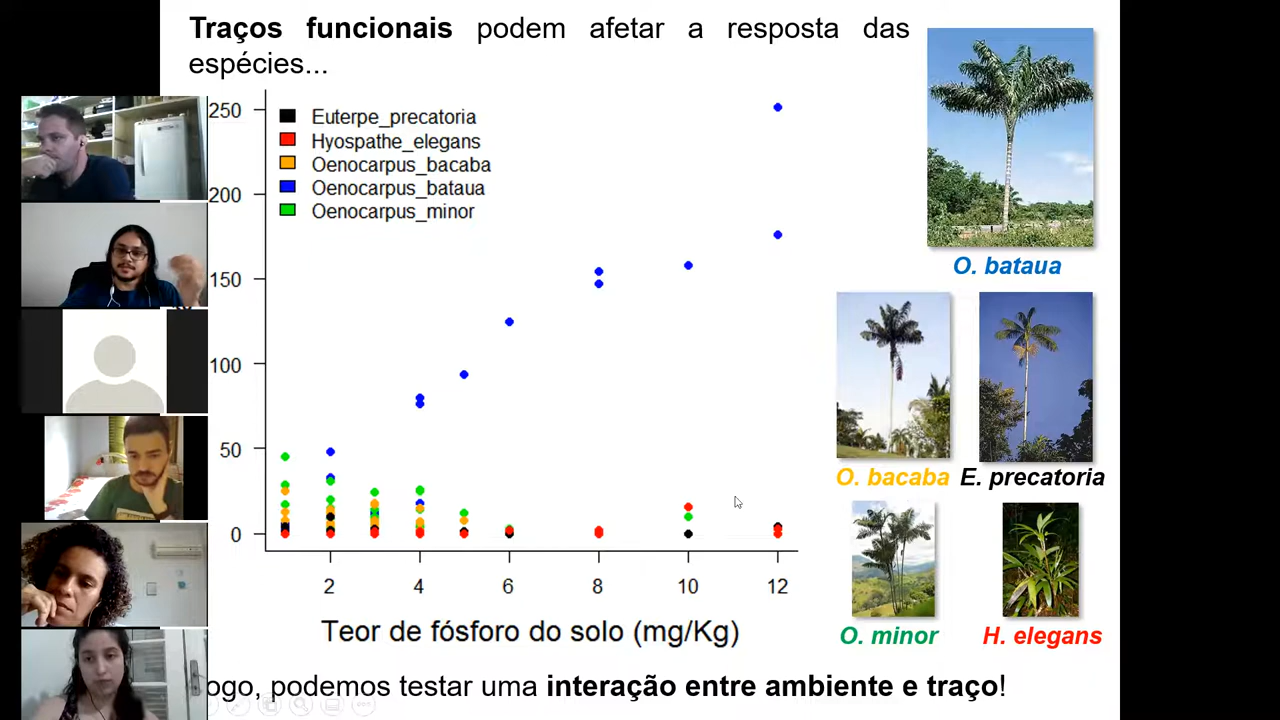 Traços funcionais podem afetar a resposta das
espécies...
250
200
150
100
50
0
Euterpe_precatoria
Hyospathe_elegans
Oenocarpus_bacaba
Oenocarpus_bataua
Oenocarpus_minor
2 4 6 8 10 12
Teor de fósforo do solo (mg/Kg)
O. bataua
O. bacaba E. precatoria
O. minor H. elegans
ogo, podemos testar uma interação entre ambiente e traço!